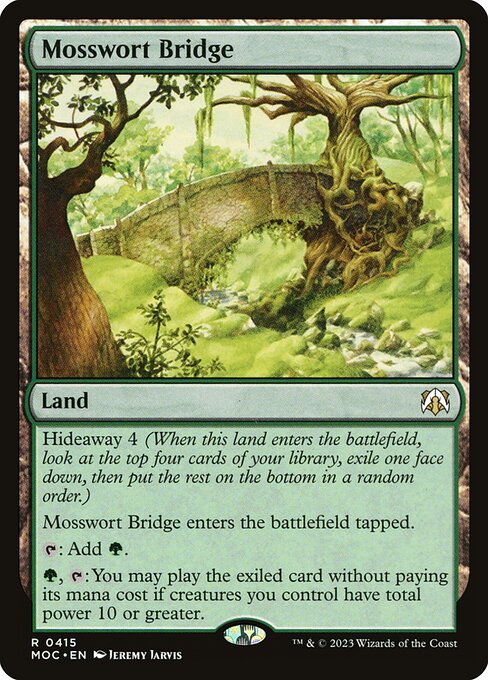 Mosswort Bridge
Land
Hideaway 4 (When this land enters the battlefield,
look at the top four cards of your library, exile one face
down, then put the rest on the bottom in a random
order.)
Mosswort Bridge enters the battlefield tapped.
: Add .
, : You may play the exiled card without paying
its mana cost if creatures you control have total
power 10 or greater.
R 0415
MOC • EN JEREMY JARVIS
™ & © 2023 Wizards of the Coast